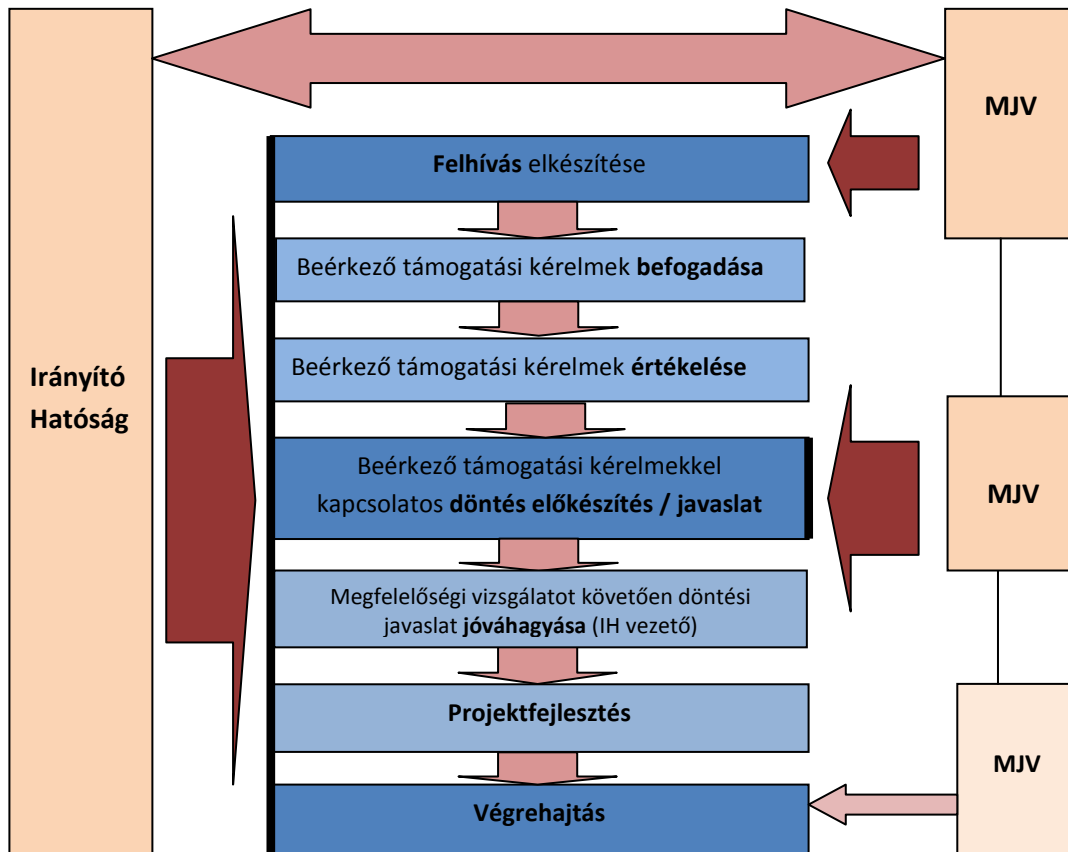 Irányító
Hatóság
MJV
Felhívás elkészítése
Beérkező támogatási kérelmek befogadása
Beérkező támogatási kérelmek értékelése
Beérkező támogatási kérelmekkel
kapcsolatos döntés előkészítés / javaslat
MJV
Megfelelőségi vizsgálatot követően döntési
javaslat jóváhagyása (IH vezető)
Projektfejlesztés
MJV
Végrehajtás